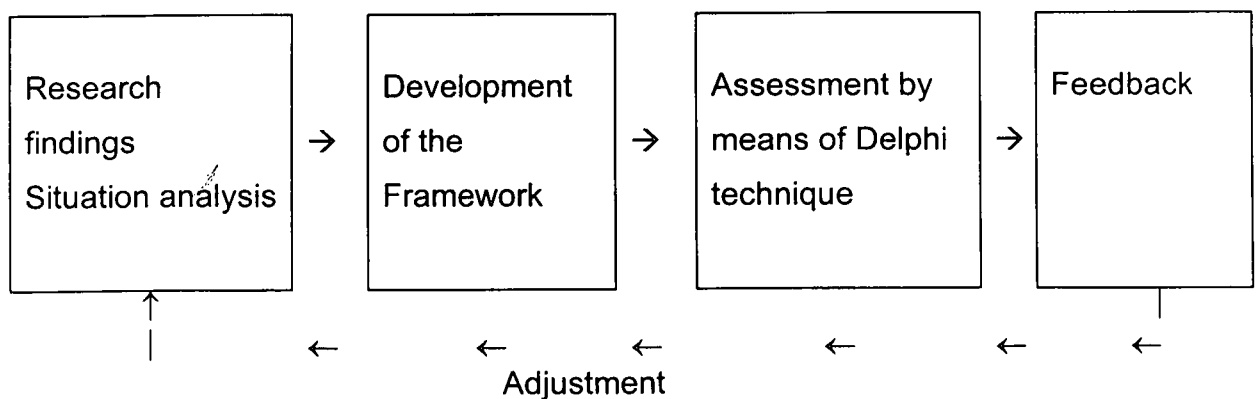 Research
findings
Situation analysis
→
Development
of the
Framework
→
Assessment by
means of Delphi
technique
→
Feedback
↑
← ← ← ← ← ←
Adjustment